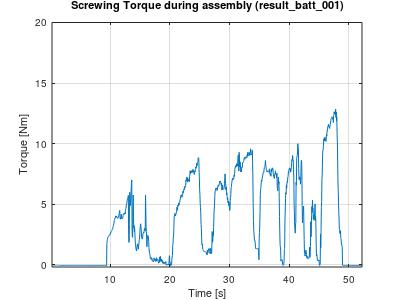 Screwing Torque during assembly (result_batt_001)
20
15
10
5
0
Torque [Nm]
10 20 30 40 50
Time [s]